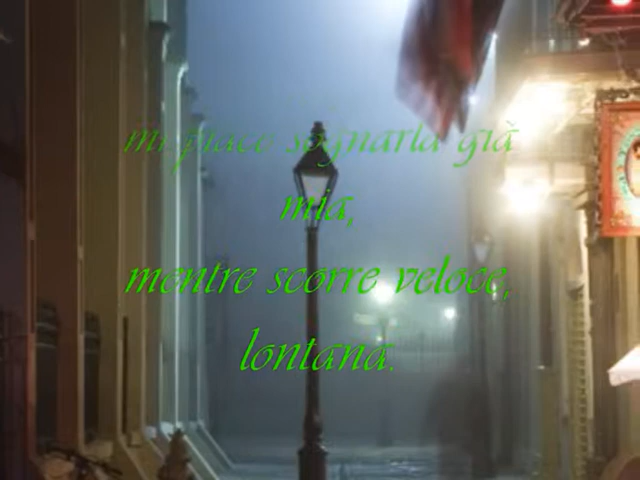 mi piace sognarla già
mia,
mentre scorre veloce,
lontana.